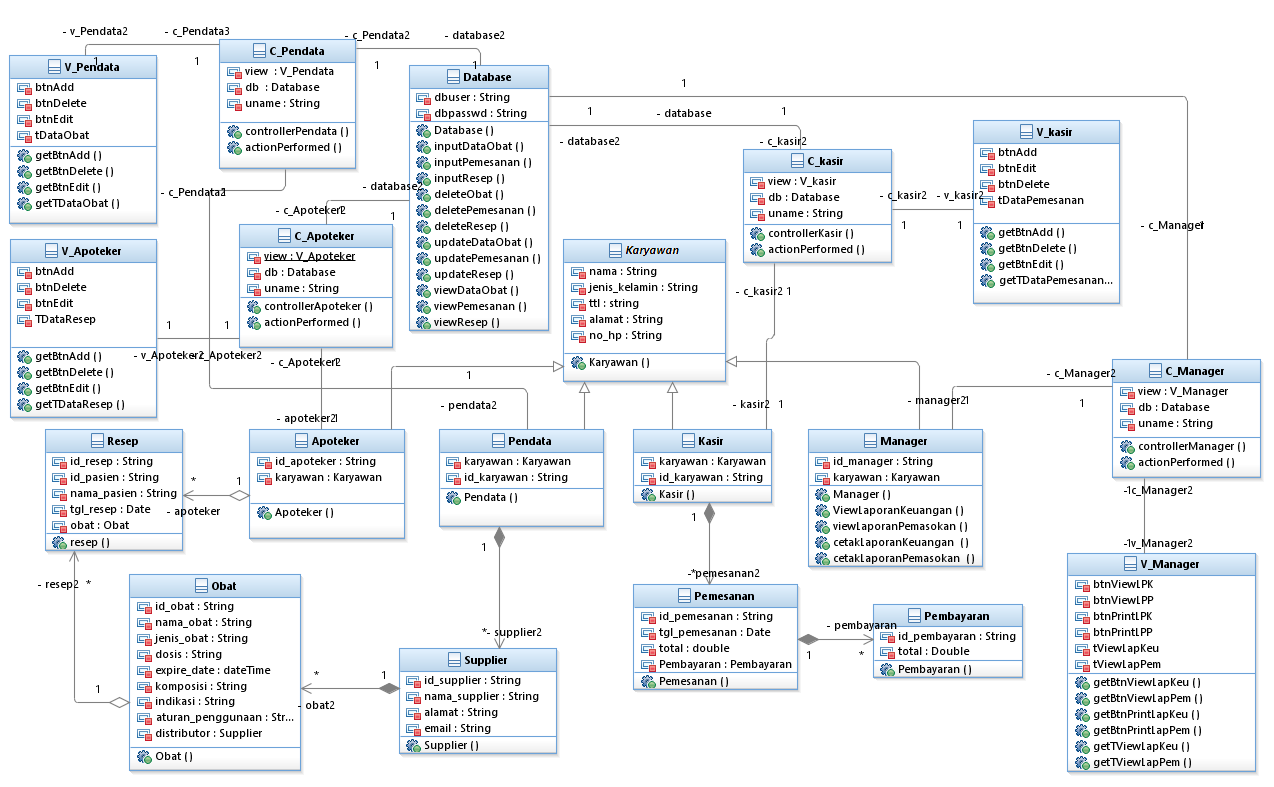 - v_Pendata2
- c_Pendata3
1
1
- c_Pendata2
1
- database2
1
V_Pendata
btnAdd
btnDelete
btnEdit
tDataObat
getBtnAdd ()
getBtnDelete ()
getBtnEdit ()
getTDataObat ()
C_Pendata
view : V_Pendata
db : Database
uname : String
controllerPendata ()
actionPerformed ()
- c_Pendata2
Database
dbuser : String
dbpasswd : String
Database ()
inputDataObat ()
inputPemesanan ()
inputResep ()
deleteObat ()
deletePemesanan ()
deleteResep ()
updateDataObat ()
updatePemesanan ()
updateResep ()
viewDataObat ()
viewPemesanan ()
viewResep ()
1
1
- database
1
- database2
- c_kasir2
C_kasir
view : V_kasir
db : Database
uname : String
controllerKasir ()
actionPerformed ()
- c_kasir2
1
- v_kasir2
1
V_kasir
btnAdd
btnEdit
btnDelete
tDataPemesanan
getBtnAdd ()
getBtnDelete ()
getBtnEdit ()
getTDataPemesanan...
- c_Manager
1
- database2
1
- c_Apoteker2
V_Apoteker
btnAdd
btnDelete
btnEdit
TDataResep
getBtnAdd ()
getBtnDelete ()
getBtnEdit ()
getTDataResep ()
1
1
- v_Apoteker2
- c_Apoteker2
C_Apoteker
view : V_Apoteker
db : Database
uname : String
controllerApoteker ()
actionPerformed ()
- c_Apoteker2
- apoteker2
1
Karyawan
nama : String
jenis_kelamin : String
ttl : string
alamat : String
no_hp : String
Karyawan ()
- c_kasir2
1
- kasir2
1
1
- pendata2
- manager2
1
- c_Manager2
1
C_Manager
view : V_Manager
db : Database
uname : String
controllerManager ()
actionPerformed ()
Resep
id_resep : String
id_pasien : String
nama_pasien : String
tgl_resep : Date
obat : Obat
resep ()
*
1
- apoteker
Apoteker
id_apoteker : String
karyawan : Karyawan
Apoteker ()
Pendata
karyawan : Karyawan
id_karyawan : String
Pendata ()
Kasir
karyawan : Karyawan
id_karyawan : String
Kasir ()
Manager
id_manager : String
karyawan : Karyawan
Manager ()
ViewLaporanKeuangan ()
viewLaporanPemasokan ()
cetakLaporanKeuangan ()
cetakLaporanPemasokan ()
-1c_Manager2
-1v_Manager2
1
1
- resep2
*
*
- pemesanan2
Obat
id_obat : String
nama_obat : String
jenis_obat : String
dosis : String
expire_date : dateTime
komposisi : String
indikasi : String
aturan_penggunaan : Str...
distributor : Supplier
Obat ()
1
*
1
- obat2
*
- supplier2
Supplier
id_supplier : String
nama_supplier : String
alamat : String
email : String
Supplier ()
Pemesanan
id_pemesanan : String
tgl_pemesanan : Date
total : double
Pembayaran : Pembayaran
Pemesanan ()
- pembayaran
1
*
Pembayaran
id_pembayaran : String
total : Double
Pembayaran ()
V_Manager
btnViewLPK
btnViewLPP
btnPrintLPK
btnPrintLPP
tViewLapKeu
tViewLapPem
getBtnViewLapKeu ()
getBtnViewLapPem ()
getBtnPrintLapKeu ()
getBtnPrintLapPem ()
getTViewLapKeu ()
getTViewLapPem ()